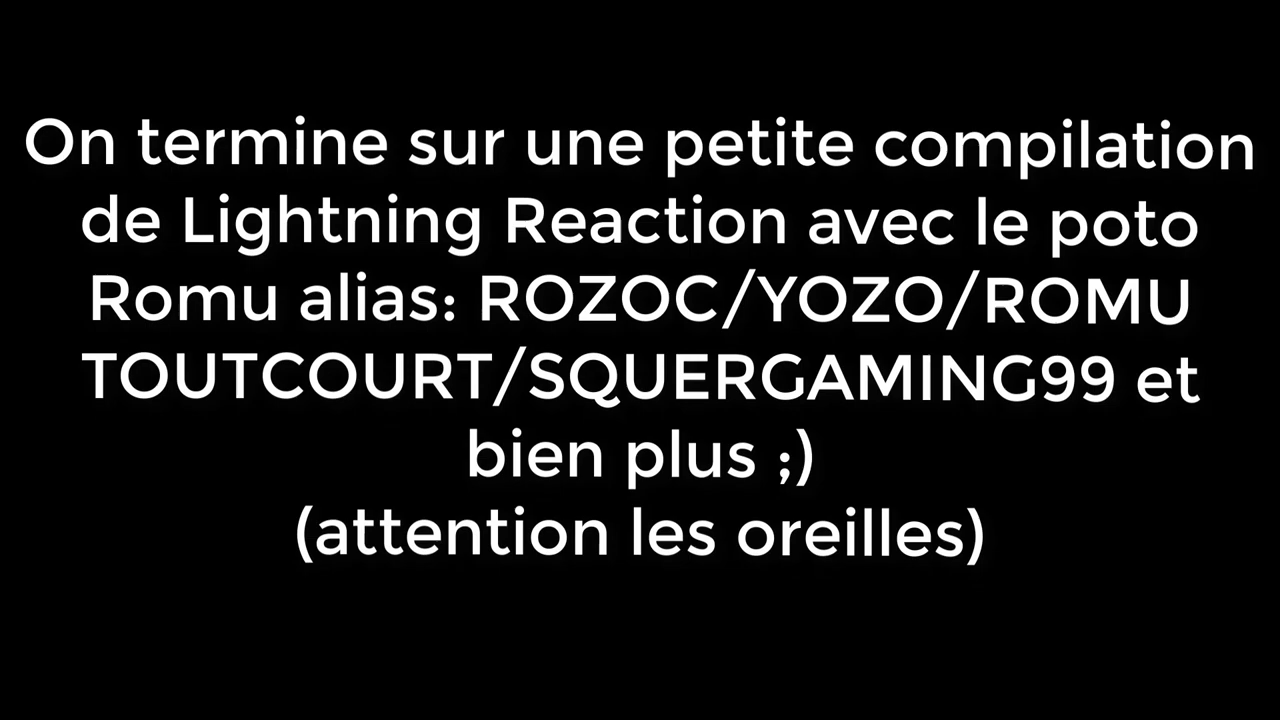 On termine sur une petite compilation
de Lightning Reaction avec le poto
Romu alias: ROZOC/YOZO/ROMU
TOUTCOURT/SQUERGAMING99 et
bien plus ;)
(attention les oreilles)